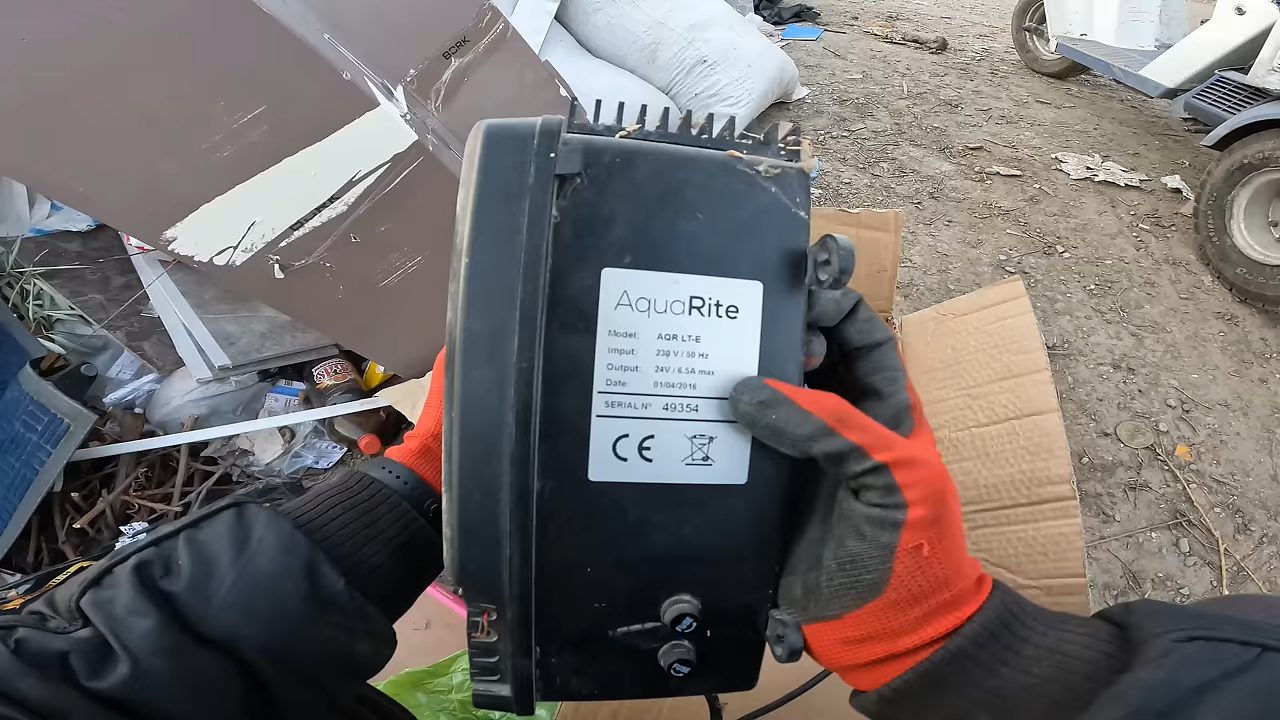 BORK
AquaRite
Model: AQR LT-E
Imput: 230 V / 50 Hz
Output: 24V / 6.5A max
Date: 01/04/2016
SERIAL Nº 49354
CE